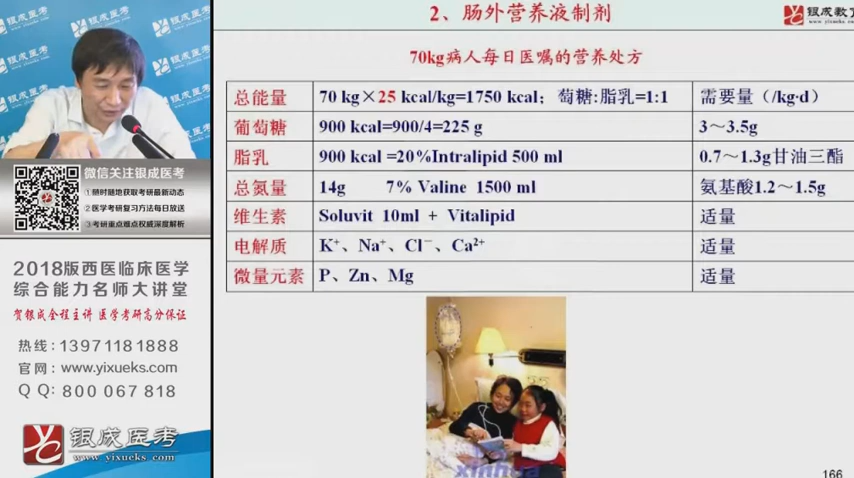 银成医考
微信关注银成医考
①随时随地获取考研最新动态
②医学考研复习方法每日放送
③考研重点难点权威深度解析
2018版西医临床医学
综合能力名师大讲堂
贺银成全程主讲 医学考研高分保证
热线：13971181888
官网：www.yixueks.com
QQ：800 067 818
银成医考
www.yixueks.com
2、肠外营养液制剂
银成教育
www.yixueks.com
70kg病人每日医嘱的营养处方
总能量 70 kg×25 kcal/kg=1750 kcal；萄糖:脂乳=1:1 需要量（/kg·d）
葡萄糖 900 kcal=900/4=225 g 3～3.5g
脂乳 900 kcal =20%Intralipid 500 ml 0.7～1.3g甘油三酯
总氮量 14g 7% Valine 1500 ml 氨基酸1.2～1.5g
维生素 Soluvit 10ml + Vitalipid 适量
电解质 K⁺、Na⁺、Cl⁻、Ca²⁺ 适量
微量元素 P、Zn、Mg 适量
xinhua
166